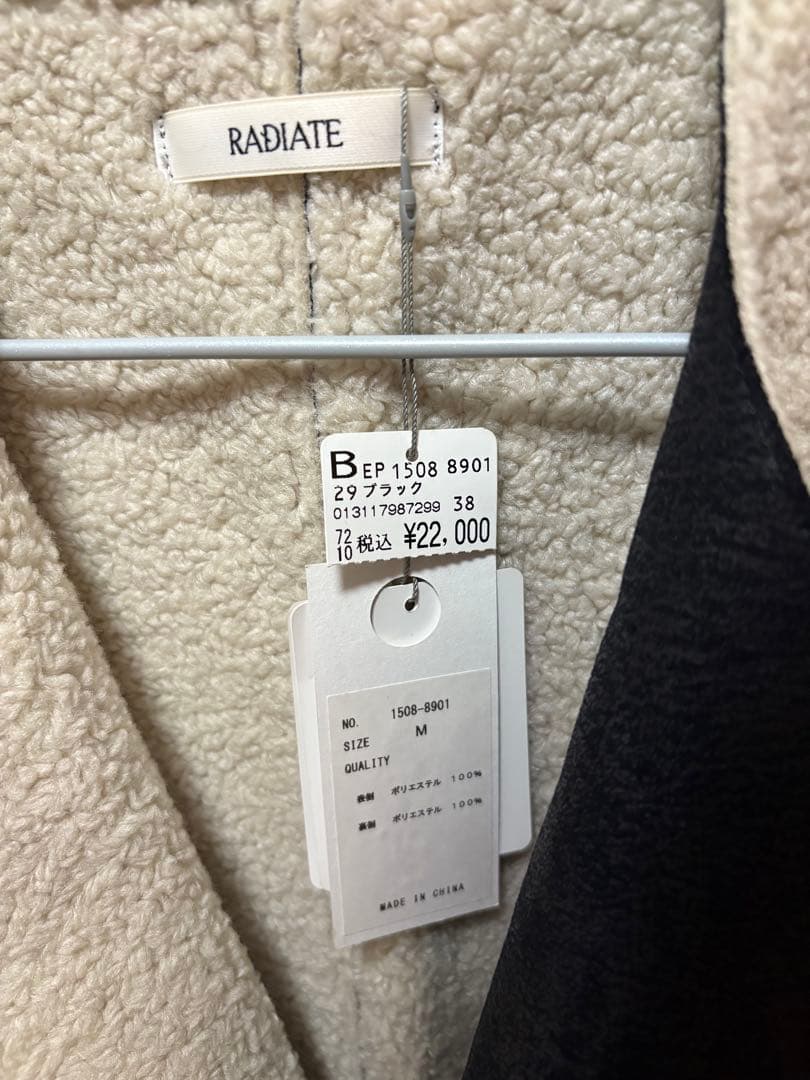 RADIATE
B EP 1508 8901
29 ブラック
013117987299 38
72
10 税込 ¥22,000
NO. 1508-8901
SIZE M
QUALITY
表側 ポリエステル 100%
裏側 ポリエステル 100%
MADE IN CHINA